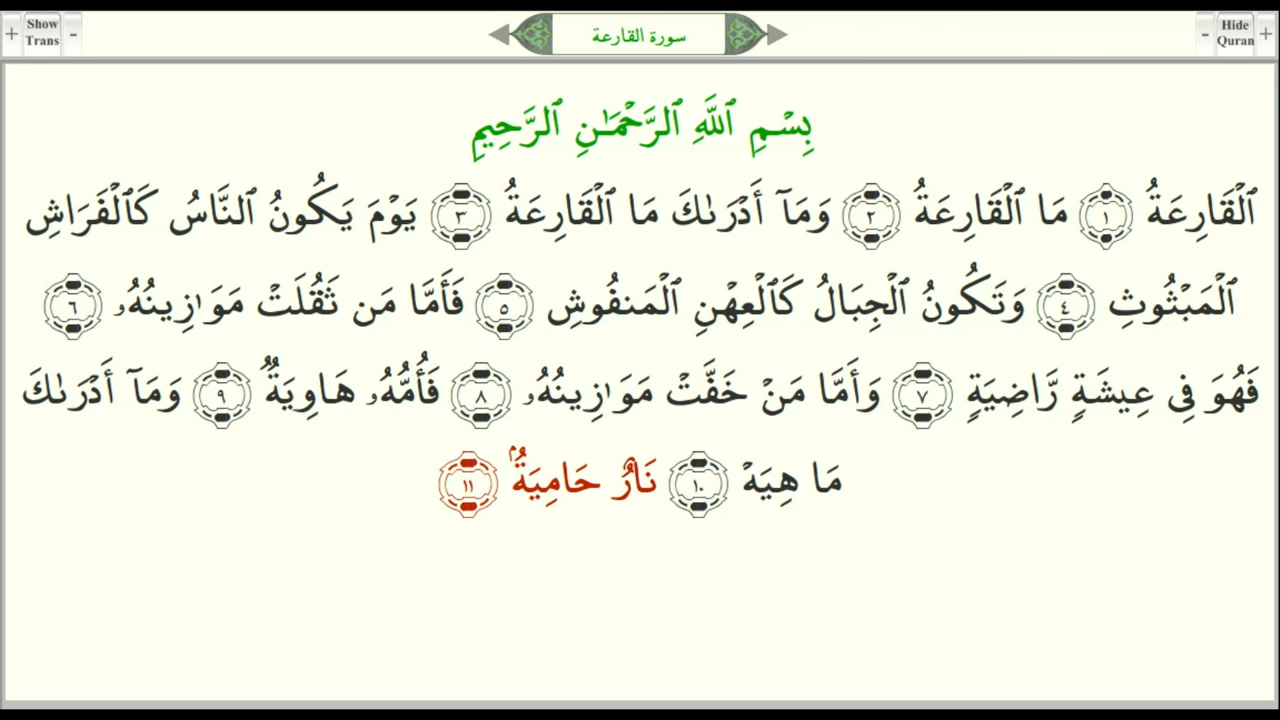 + Show Trans - سورة القارعة - Hide Quran +
بِسْمِ ٱللَّهِ ٱلرَّحْمَـٰنِ ٱلرَّحِيمِ
ٱلْقَارِعَةُ ١ مَا ٱلْقَارِعَةُ ٢ وَمَآ أَدْرَىٰكَ مَا ٱلْقَارِعَةُ ٣ يَوْمَ يَكُونُ ٱلنَّاسُ كَٱلْفَرَاشِ
ٱلْمَبْثُوثِ ٤ وَتَكُونُ ٱلْجِبَالُ كَٱلْعِهْنِ ٱلْمَنفُوشِ ٥ فَأَمَّا مَن ثَقُلَتْ مَوَٰزِينُهُۥ ٦
فَهُوَ فِى عِيشَةٍ رَّاضِيَةٍ ٧ وَأَمَّا مَنْ خَفَّتْ مَوَٰزِينُهُۥ ٨ فَأُمُّهُۥ هَاوِيَةٌ ٩ وَمَآ أَدْرَىٰكَ
مَا هِيَهْ ١٠ نَارٌ حَامِيَةٌۢ ١١